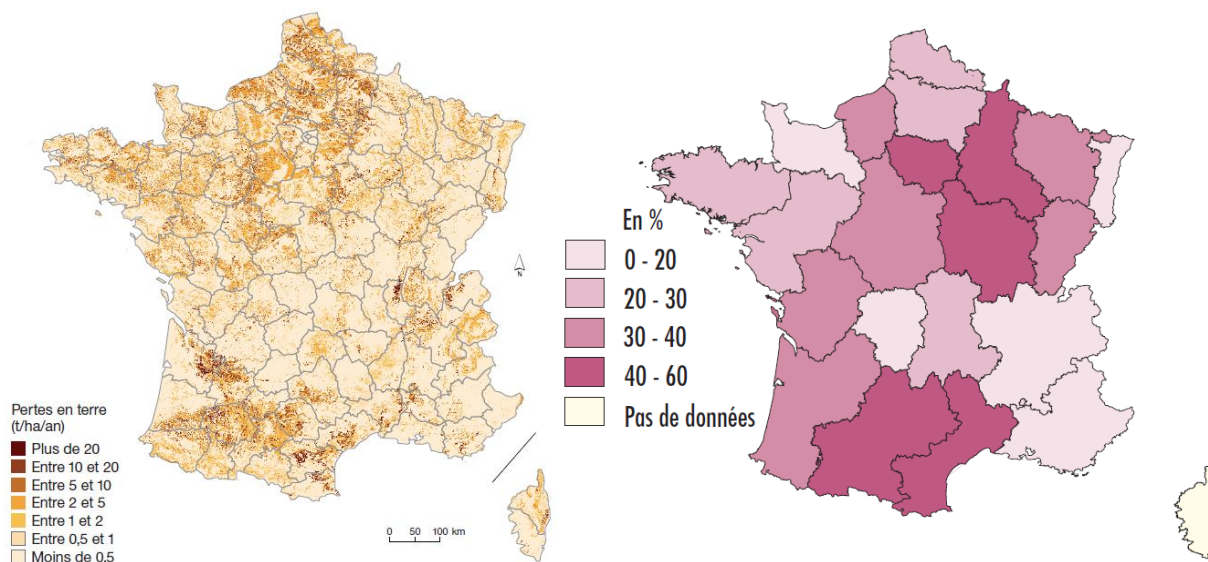 Pertes en terre
(t/ha/an)
Plus de 20
Entre 10 et 20
Entre 5 et 10
Entre 2 et 5
Entre 1 et 2
Entre 0,5 et 1
Moins de 0,5
N
0 50 100 km
En %
0 - 20
20 - 30
30 - 40
40 - 60
Pas de données